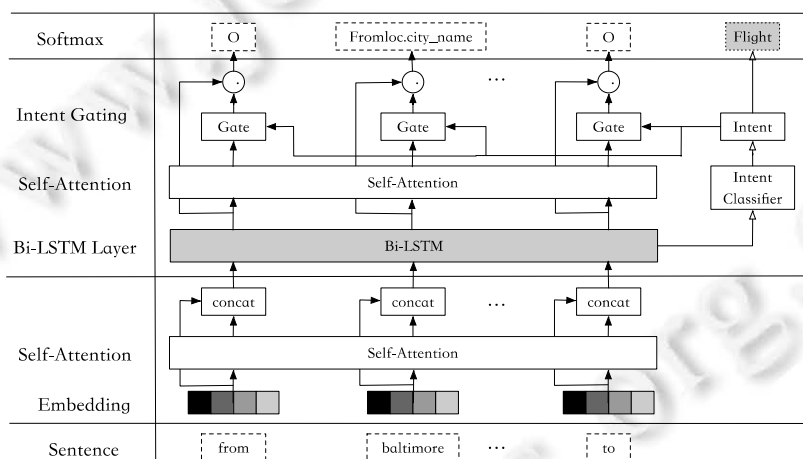 Softmax O Fromloc.city_name O Flight
...
Intent Gating Gate Gate Gate Intent
Self-Attention Self-Attention Intent
Classifier
Bi-LSTM Layer Bi-LSTM
concat concat ... concat
Self-Attention Self-Attention
Embedding
Sentence from baltimore ... to